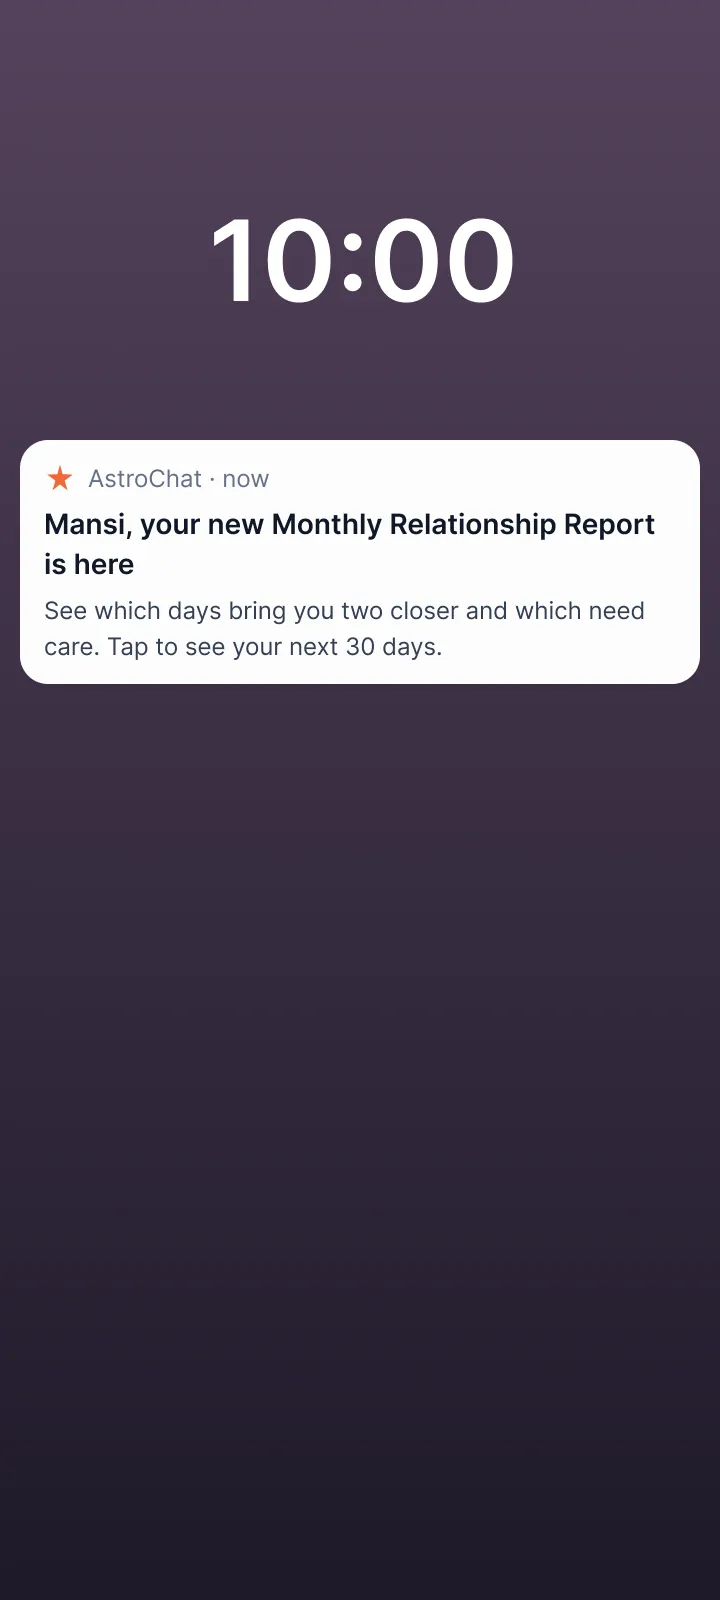 10:00
AstroChat · now
Mansi, your new Monthly Relationship Report
is here
See which days bring you two closer and which need
care. Tap to see your next 30 days.